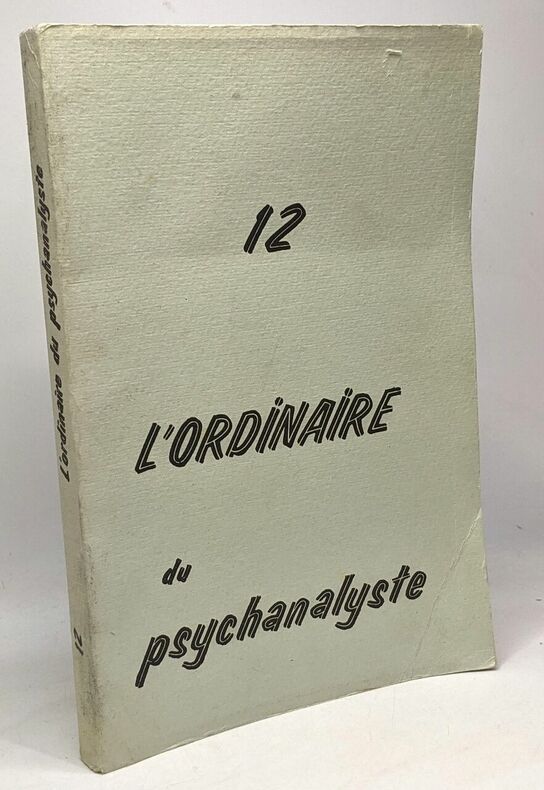 12
L'ORDiNAiRE
du
psychanalyste
L'ordinaire du psychanalyste
12